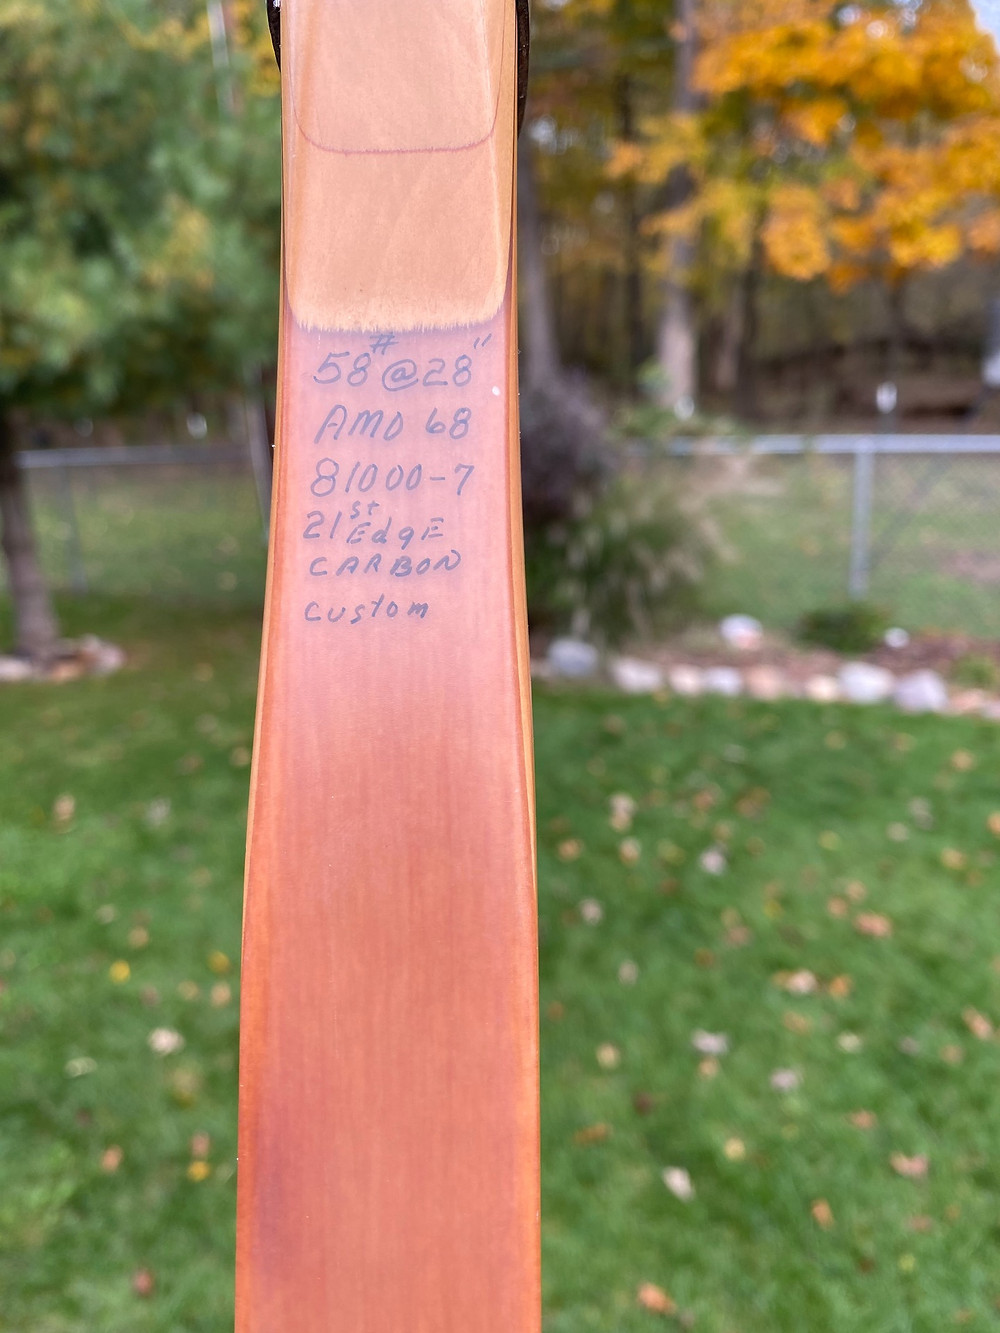 58# @ 28"
AMO 68
81000-7
21st EdgE
CARBON
custom